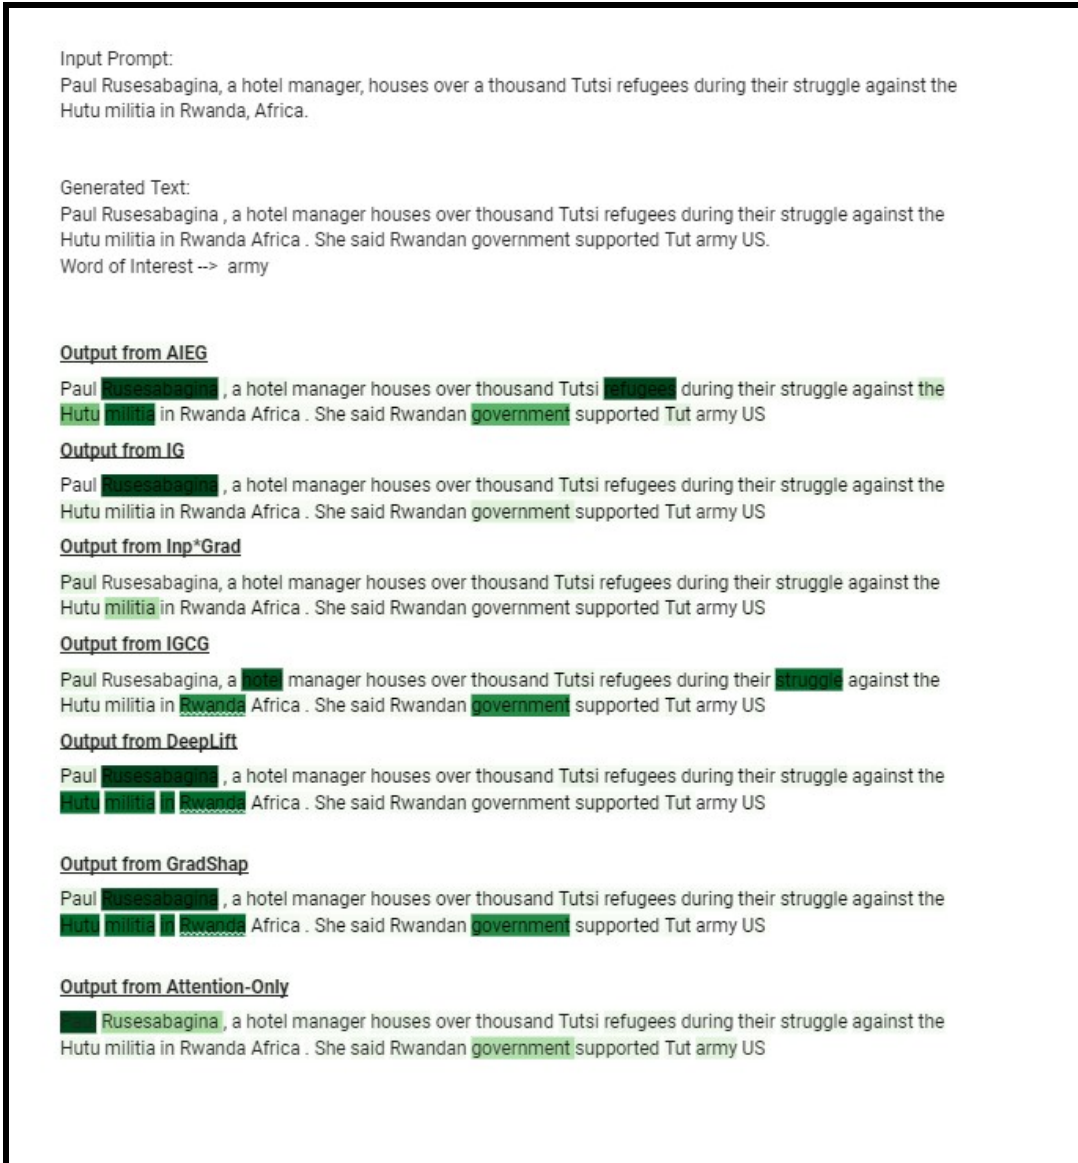 Input Prompt:
Paul Rusesabagina, a hotel manager, houses over a thousand Tutsi refugees during their struggle against the
Hutu militia in Rwanda, Africa.
Generated Text:
Paul Rusesabagina , a hotel manager houses over thousand Tutsi refugees during their struggle against the
Hutu militia in Rwanda Africa . She said Rwandan government supported Tut army US.
Word of Interest --> army
Output from AIEG
Paul Rusesabagina , a hotel manager houses over thousand Tutsi refugees during their struggle against the
Hutu militia in Rwanda Africa . She said Rwandan government supported Tut army US
Output from IG
Paul Rusesabagina , a hotel manager houses over thousand Tutsi refugees during their struggle against the
Hutu militia in Rwanda Africa . She said Rwandan government supported Tut army US
Output from Inp*Grad
Paul Rusesabagina, a hotel manager houses over thousand Tutsi refugees during their struggle against the
Hutu militia in Rwanda Africa . She said Rwandan government supported Tut army US
Output from IGCG
Paul Rusesabagina, a hotel manager houses over thousand Tutsi refugees during their struggle against the
Hutu militia in Rwanda Africa . She said Rwandan government supported Tut army US
Output from DeepLift
Paul Rusesabagina , a hotel manager houses over thousand Tutsi refugees during their struggle against the
Hutu militia in Rwanda Africa . She said Rwandan government supported Tut army US
Output from GradShap
Paul Rusesabagina , a hotel manager houses over thousand Tutsi refugees during their struggle against the
Hutu militia in Rwanda Africa . She said Rwandan government supported Tut army US
Output from Attention-Only
Paul Rusesabagina , a hotel manager houses over thousand Tutsi refugees during their struggle against the
Hutu militia in Rwanda Africa . She said Rwandan government supported Tut army US